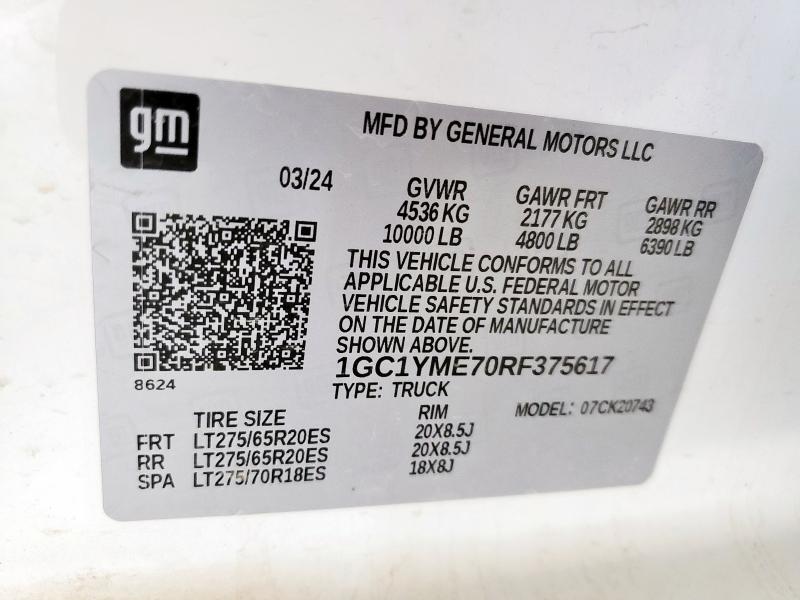 gm
MFD BY GENERAL MOTORS LLC
03/24
GVWR GAWR FRT GAWR RR
4536 KG 2177 KG 2898 KG
10000 LB 4800 LB 6390 LB
THIS VEHICLE CONFORMS TO ALL
APPLICABLE U.S. FEDERAL MOTOR
VEHICLE SAFETY STANDARDS IN EFFECT
ON THE DATE OF MANUFACTURE
SHOWN ABOVE.
8624
1GC1YME70RF375617
TYPE: TRUCK
TIRE SIZE RIM MODEL: 07CK20743
FRT LT275/65R20ES 20X8.5J
RR LT275/65R20ES 20X8.5J
SPA LT275/70R18ES 18X8J